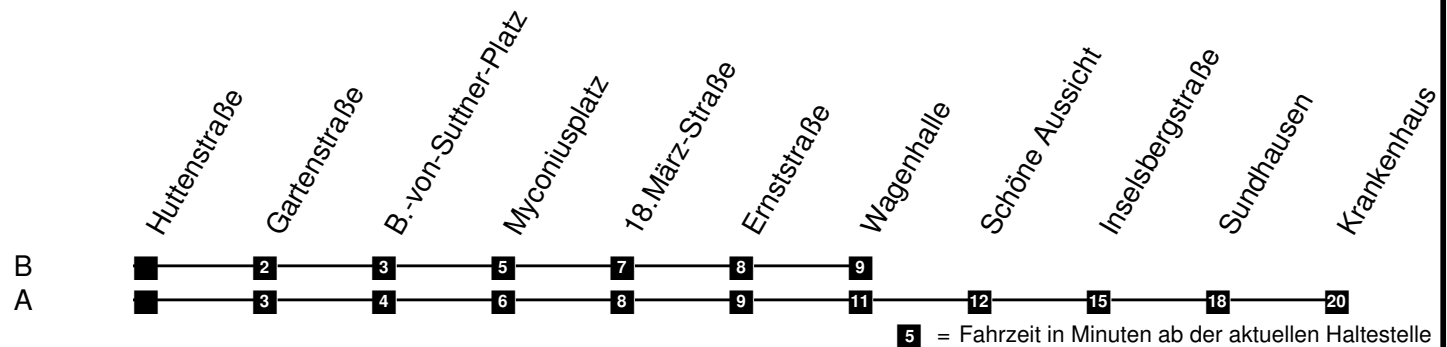 Huttenstraße
Gartenstraße
B.-von-Suttner-Platz
Myconiusplatz
18.März-Straße
Ernststraße
Wagenhalle
Schöne Aussicht
Inselsbergstraße
Sundhausen
Krankenhaus
B 2 3 5 7 8 9
A 3 4 6 8 9 11 12 15 18 20
5 = Fahrzeit in Minuten ab der aktuellen Haltestelle